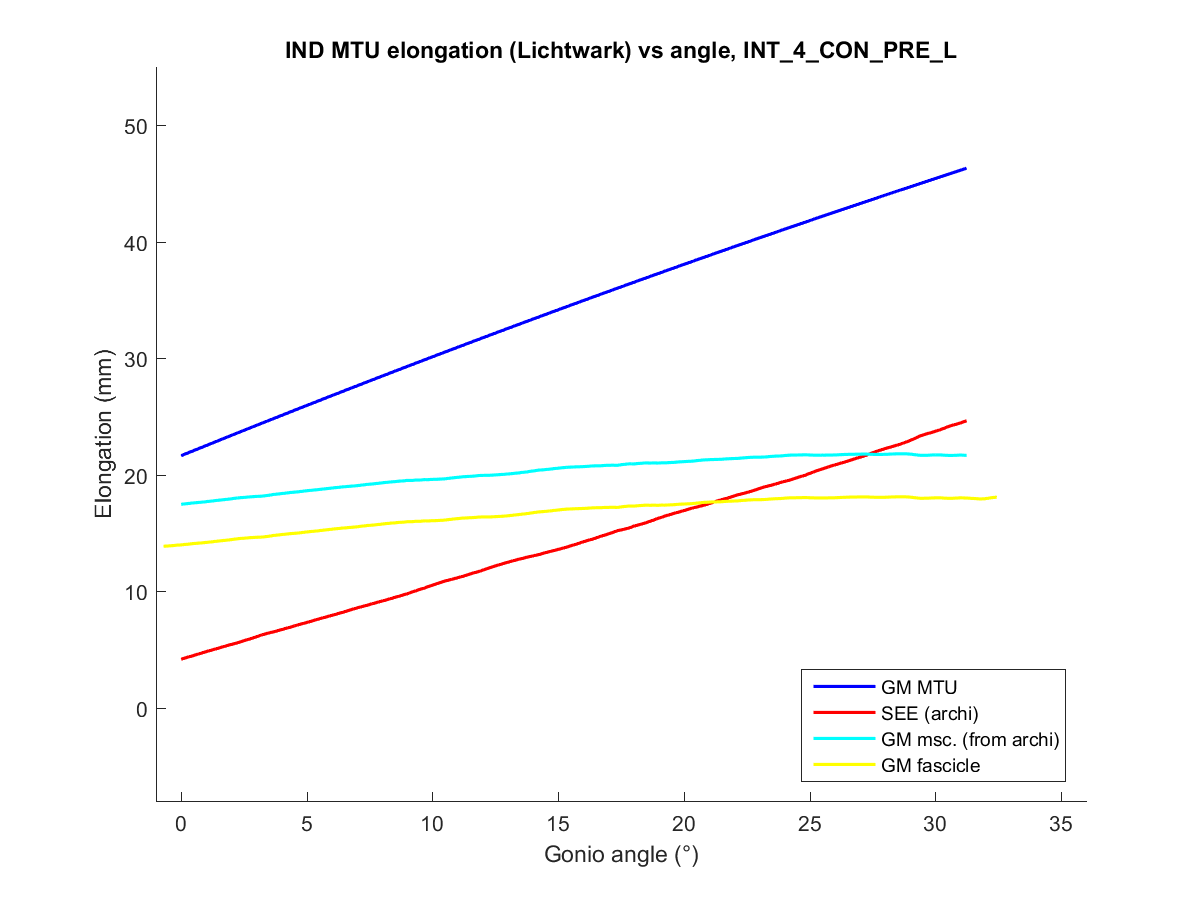 IND MTU elongation (Lichtwark) vs angle, INT_4_CON_PRE_L
50
40
30
20
10
0
Elongation (mm)
0 5 10 15 20 25 30 35
Gonio angle (°)
GM MTU
SEE (archi)
GM msc. (from archi)
GM fascicle